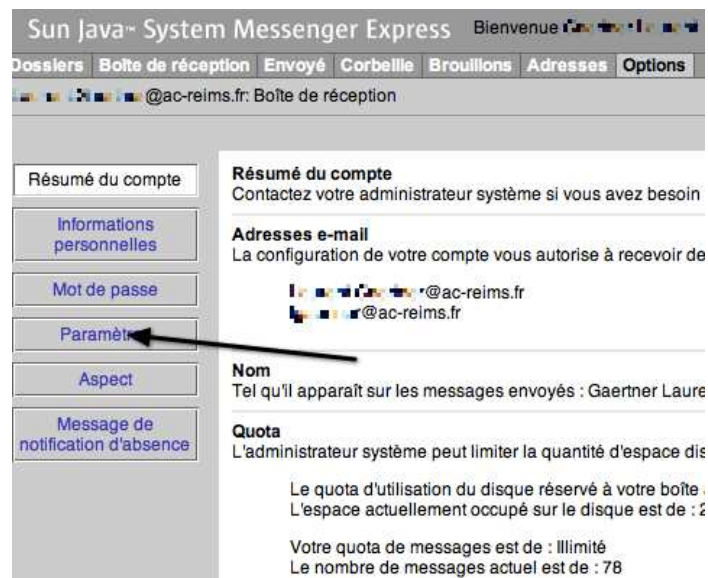 Sun Java™ System Messenger Express Bienvenue
Dossiers Boîte de réception Envoyé Corbeille Brouillons Adresses Options
@ac-reims.fr: Boîte de réception
Résumé du compte
Informations
personnelles
Mot de passe
Aspect
Message de
notification d'absence
Résumé du compte
Contactez votre administrateur système si vous avez besoin
Adresses e-mail
La configuration de votre compte vous autorise à recevoir de
@ac-reims.fr
@ac-reims.fr
Nom
Tel qu'il apparaît sur les messages envoyés : Gaertner Laure
Quota
L'administrateur système peut limiter la quantité d'espace dis
Le quota d'utilisation du disque réservé à votre boîte
L'espace actuellement occupé sur le disque est de : 2
Votre quota de messages est de : Illimité
Le nombre de messages actuel est de : 78